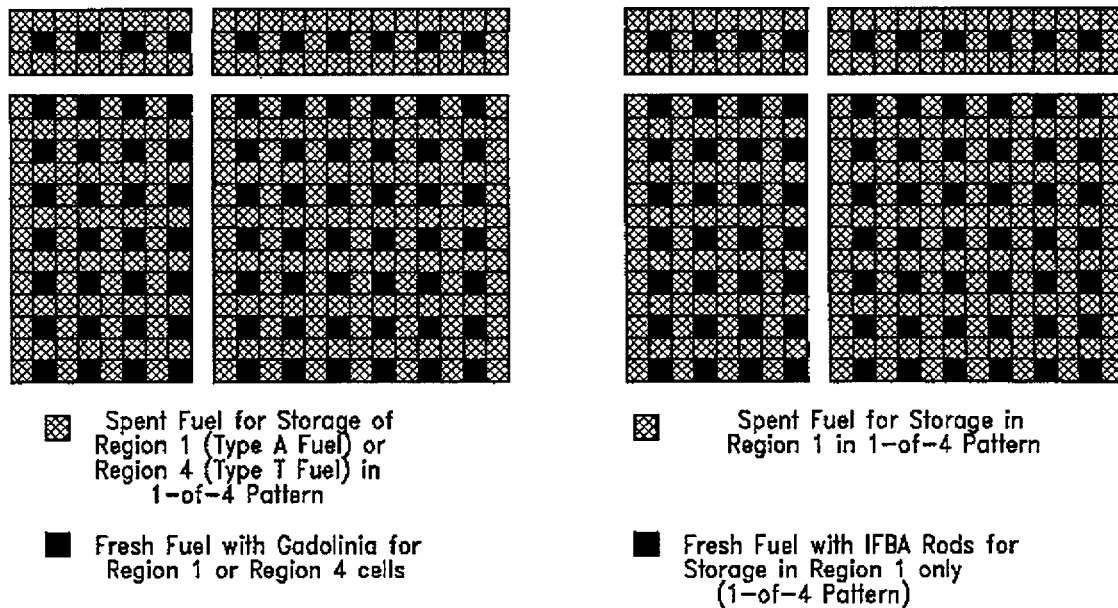 Spent Fuel for Storage of
Region 1 (Type A Fuel) or
Region 4 (Type T Fuel) in
1-of-4 Pattern
Fresh Fuel with Gadolinia for
Region 1 or Region 4 cells
Spent Fuel for Storage in
Region 1 in 1-of-4 Pattern
Fresh Fuel with IFBA Rods for
Storage in Region 1 only
(1-of-4 Pattern)